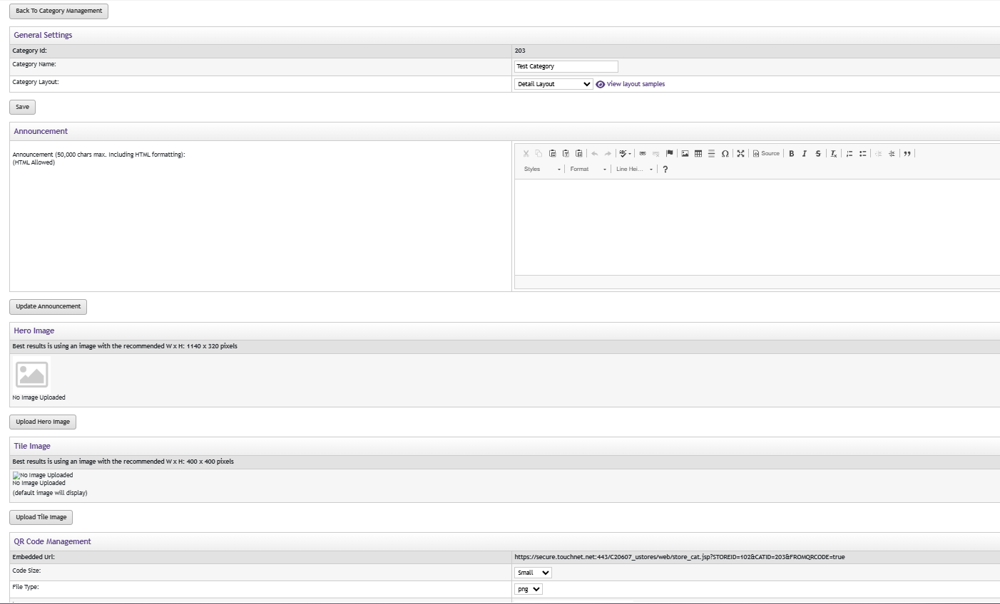 Back To Category Management
General Settings
Category Id: 203
Category Name: Test Category
Category Layout: Detail Layout View layout samples
Save
Announcement
Announcement (50,000 chars max. Including HTML formatting):
(HTML Allowed)
ABC Ω Source B I S Tx
Styles Format Line Hei... ?
Update Announcement
Hero Image
Best results is using an image with the recommended W x H: 1140 x 320 pixels
No Image Uploaded
Upload Hero Image
Tile Image
Best results is using an image with the recommended W x H: 400 x 400 pixels
No Image Uploaded
No Image Uploaded
(default image will display)
Upload Tile Image
QR Code Management
Embedded Url: https://secure.touchnet.net:443/C20607_ustores/web/store_cat.jsp?STOREID=102&CATID=203&FROMQRCODE=true
Code Size: Small
File Type: png